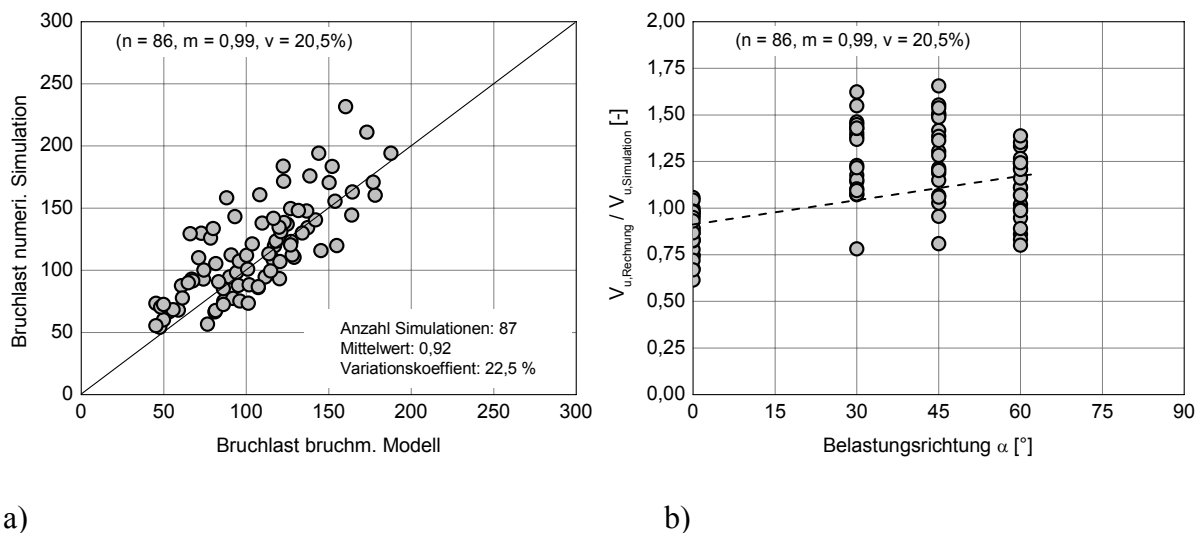 (n = 86, m = 0,99, v = 20,5%)
300
250
200
150
100
50
0
Bruchlast numeri. Simulation
Anzahl Simulationen: 87
Mittelwert: 0,92
Variationskoeffient: 22,5 %
0 50 100 150 200 250 300
Bruchlast bruchm. Modell
a)
(n = 86, m = 0,99, v = 20,5%)
2,00
1,75
1,50
1,25
1,00
0,75
0,50
0,25
0,00
Vu,Rechnung / Vu,Simulation [-]
0 15 30 45 60 75 90
Belastungsrichtung α [°]
b)